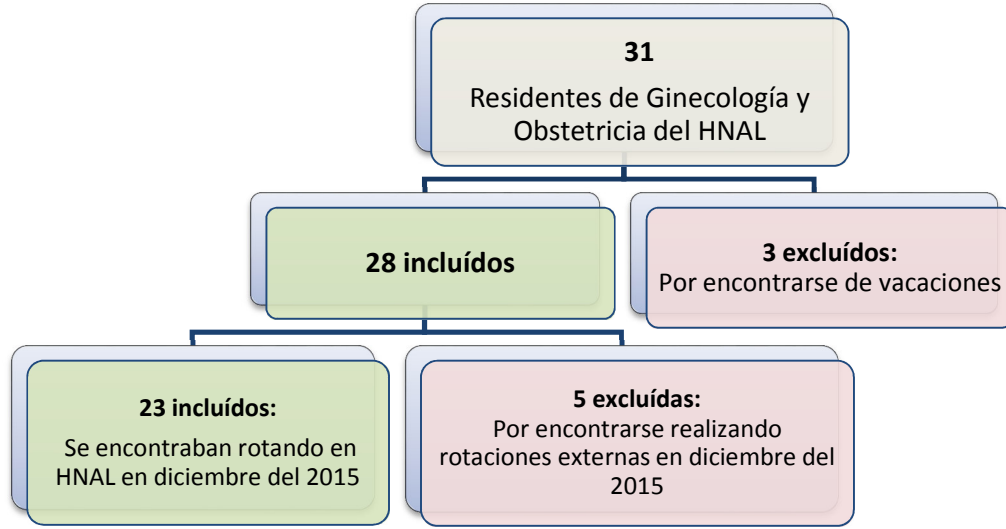 31
Residentes de Ginecología y
Obstetricia del HNAL
28 incluídos
3 excluídos:
Por encontrarse de vacaciones
23 incluídos:
Se encontraban rotando en
HNAL en diciembre del 2015
5 excluídas:
Por encontrarse realizando
rotaciones externas en diciembre del
2015